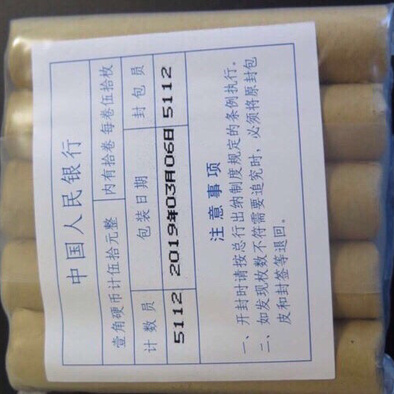 中国人民银行
壹角硬币计伍拾元整
内有拾卷 每卷伍拾枚
计数员 包装日期 封包员
5112 2019年03月06日 5112
注意事项
一、开封时请按总行出纳制度规定的条例执行。
二、如发现枚数不符需要追究时，必须将原封包
皮和封签等退回。